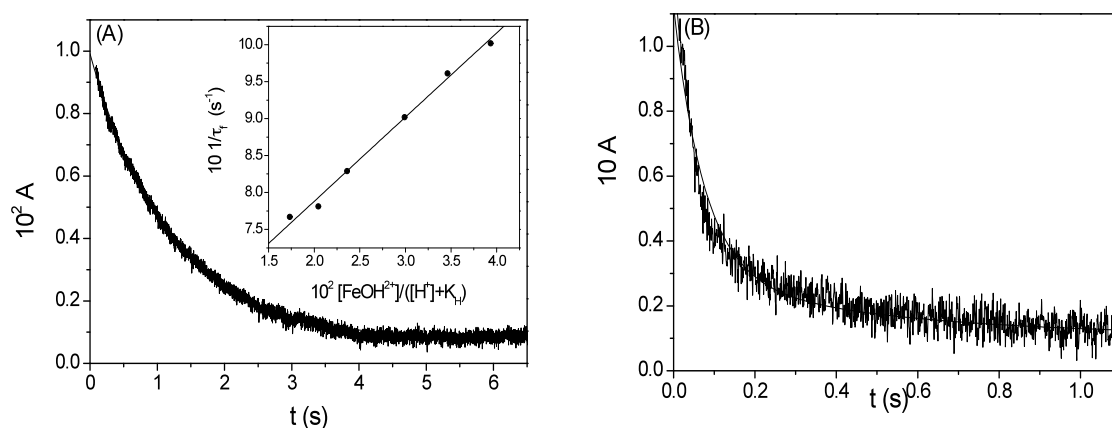 (A)
1.0
0.8
0.6
0.4
0.2
0.0
10² A
0 1 2 3 4 5 6
t (s)
10.0
9.5
9.0
8.5
8.0
7.5
10 1/τf (s⁻¹)
1.5 2.0 2.5 3.0 3.5 4.0
10² [FeOH²⁺]/([H⁺]+K_H)
(B)
1.0
0.8
0.6
0.4
0.2
0.0
10 A
0.0 0.2 0.4 0.6 0.8 1.0
t (s)